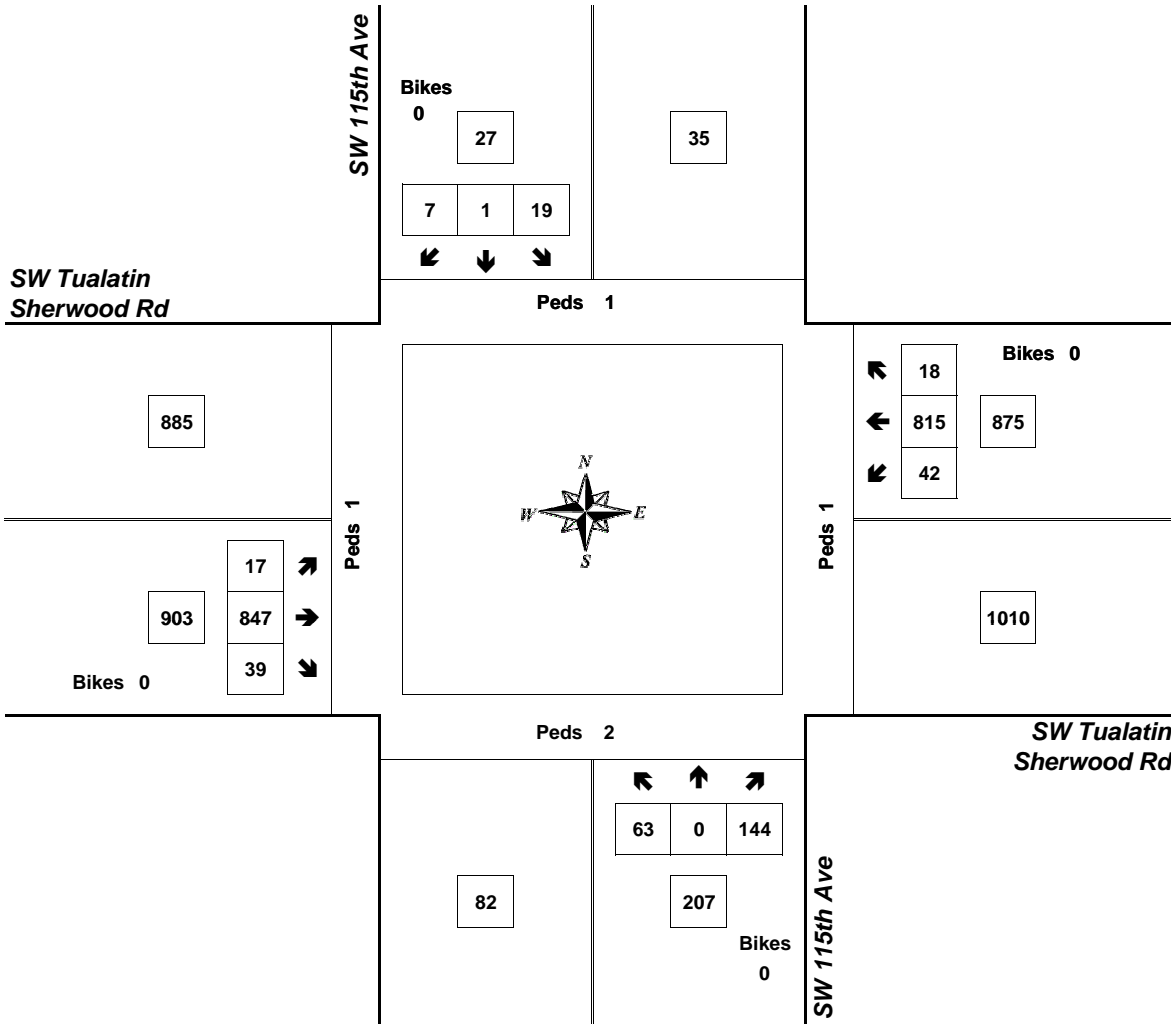 SW 115th Ave
Bikes
0
27
35
7 1 19
SW Tualatin
Sherwood Rd
Peds 1
18
Bikes 0
885
815
875
42
N
W E
S
Peds 1
Peds 1
17
903
847
1010
39
Bikes 0
Peds 2
SW Tualatin
Sherwood Rd
63 0 144
82
207
Bikes
0
SW 115th Ave